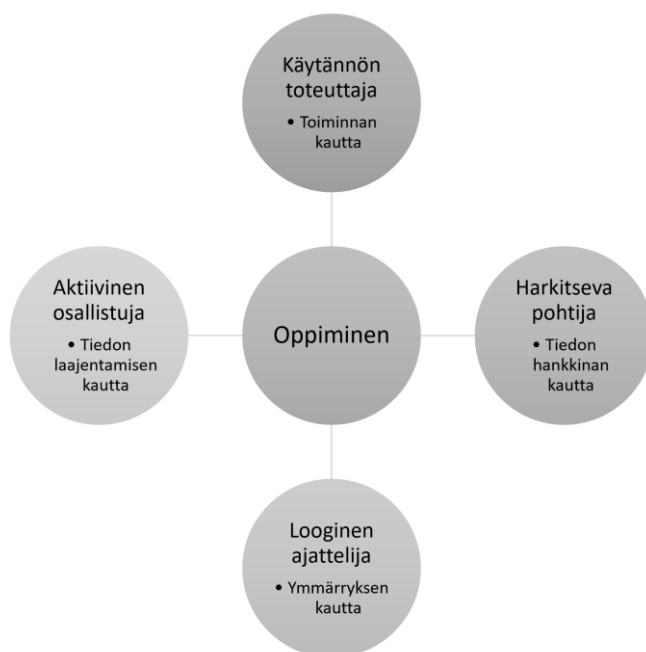 Käytännön
toteuttaja
• Toiminnan
kautta
Aktiivinen
osallistuja
• Tiedon
laajentamisen
kautta
Oppiminen
Harkitseva
pohtija
• Tiedon
hankkinan
kautta
Looginen
ajattelija
• Ymmärryksen
kautta